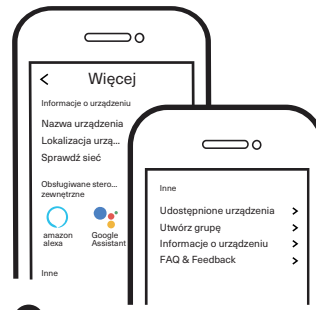 Więcej
Informacje o urządzeniu
Nazwa urządzenia
Lokalizacja urzą...
Sprawdź sieć
Obsługiwane stero...
zewnętrzne
amazon
alexa
Google
Assistant
Inne
Inne
Udostępnione urządzenia
Utwórz grupę
Informacje o urządzeniu
FAQ & Feedback